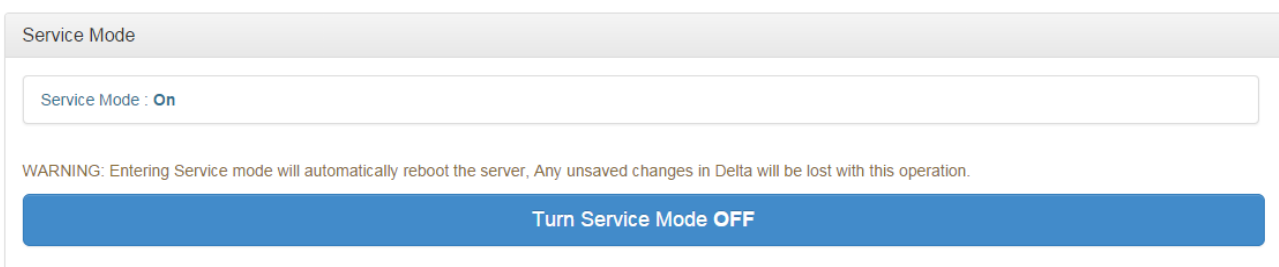 Service Mode
Service Mode : On
WARNING: Entering Service mode will automatically reboot the server, Any unsaved changes in Delta will be lost with this operation.
Turn Service Mode OFF